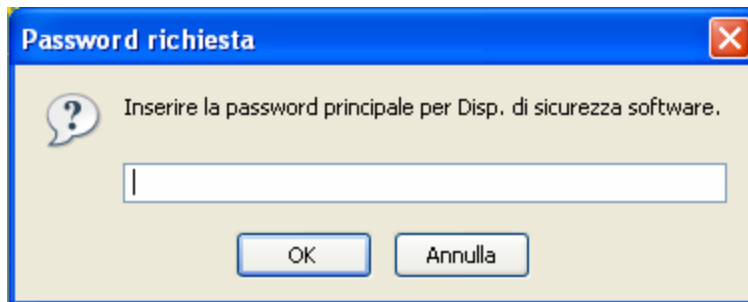 Password richiesta
Inserire la password principale per Disp. di sicurezza software.
OK
Annulla